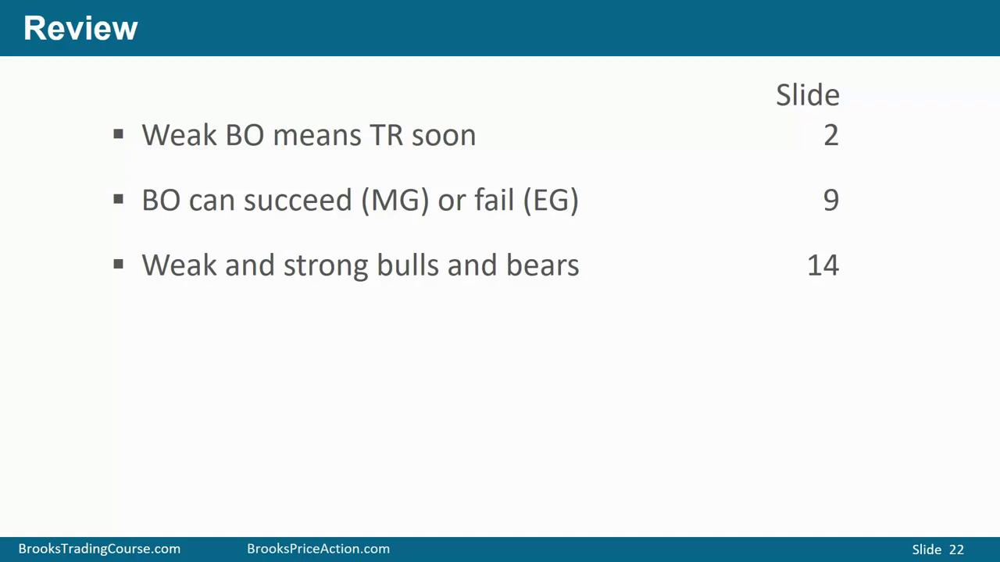 Review
Slide
▪ Weak BO means TR soon 2
▪ BO can succeed (MG) or fail (EG) 9
▪ Weak and strong bulls and bears 14
BrooksTradingCourse.com BrooksPriceAction.com Slide 22